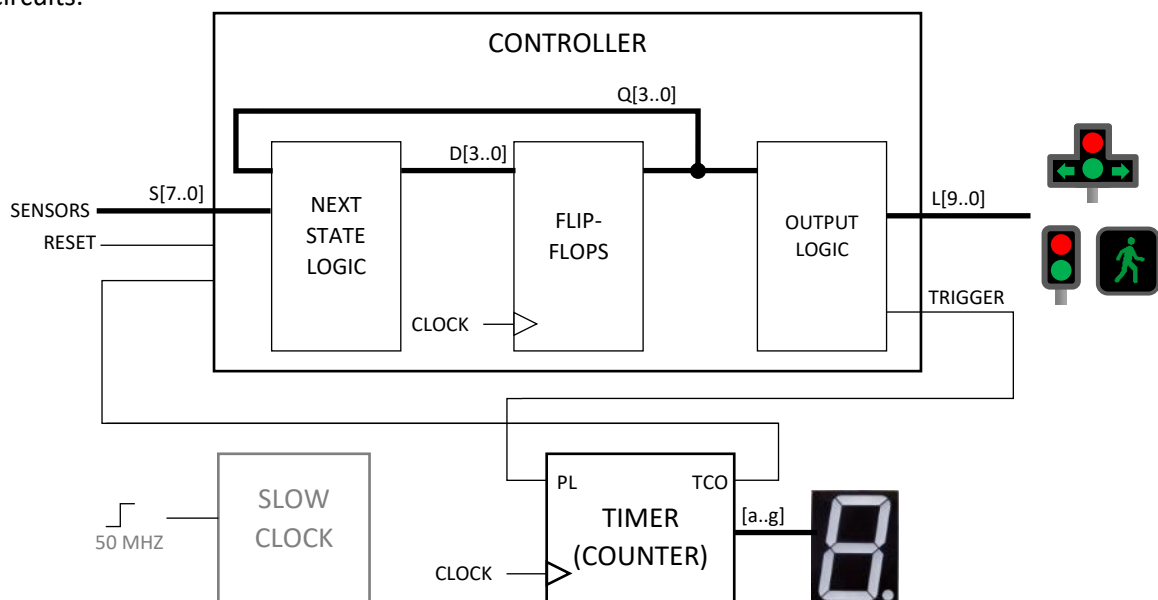 circuits:
CONTROLLER
Q[3..0]
D[3..0]
S[7..0]
SENSORS
RESET
NEXT
STATE
LOGIC
FLIP-
FLOPS
CLOCK
OUTPUT
LOGIC
L[9..0]
TRIGGER
PL
TCO
TIMER
(COUNTER)
[a..g]
CLOCK
SLOW
CLOCK
50 MHZ